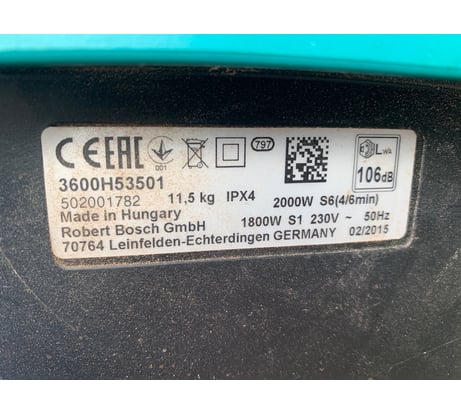 CE EAC 001 797 LWA
3600H53501 106dB
502001782 11,5 kg IPX4 2000W S6(4/6min)
Made in Hungary 1800W S1 230V ~ 50Hz
Robert Bosch GmbH
70764 Leinfelden-Echterdingen GERMANY 02/2015